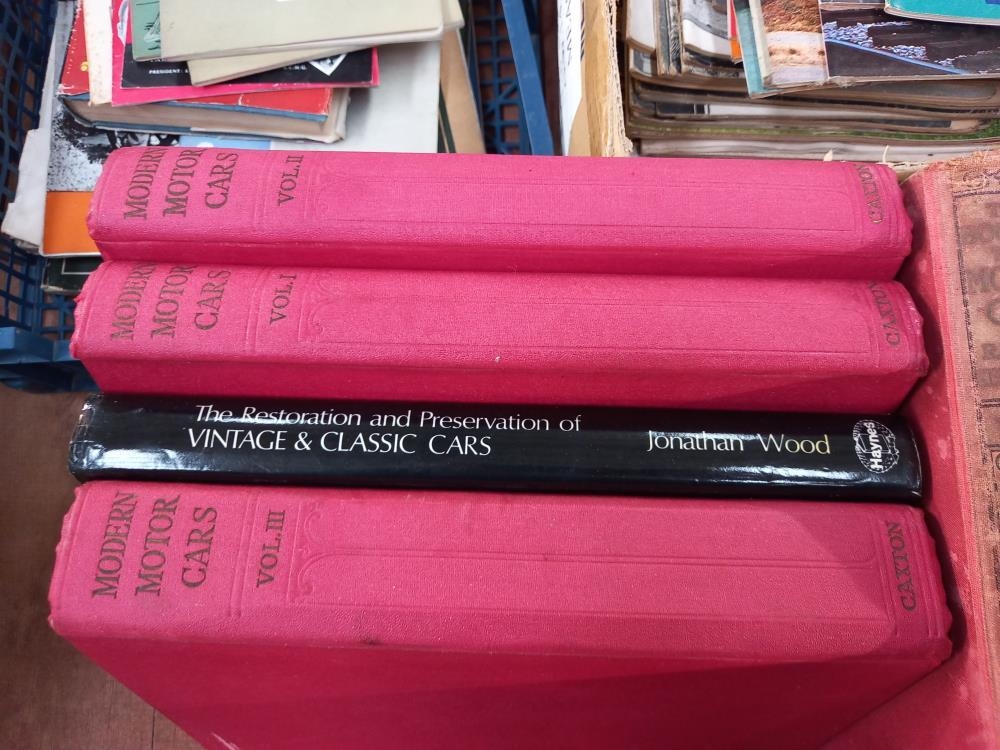 PRESIDENT:
MODERN
MOTOR
CARS
VOL.II
CAXTON
MODERN
MOTOR
CARS
VOL.I
CAXTON
The Restoration and Preservation of
VINTAGE & CLASSIC CARS
Jonathan Wood
Haynes
MODERN
MOTOR
CARS
VOL.III
CAXTON